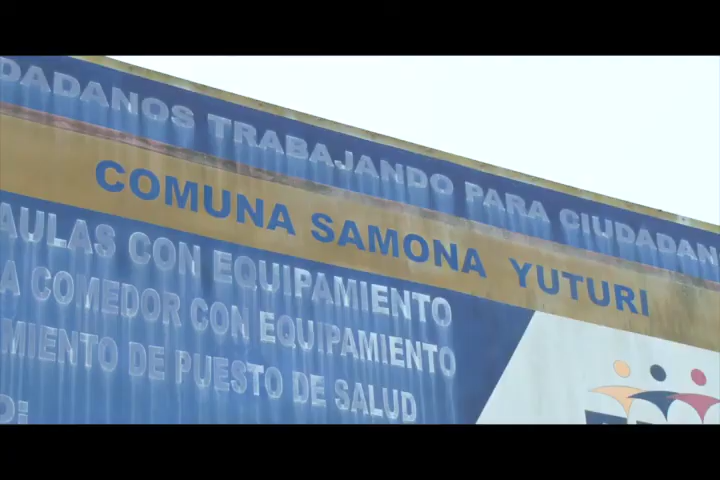 DADANOS TRABAJANDO PARA CIUDADAN
COMUNA SAMONA YUTURI
AULAS CON EQUIPAMIENTO
A COMEDOR CON EQUIPAMIENTO
MIENTO DE PUESTO DE SALUD